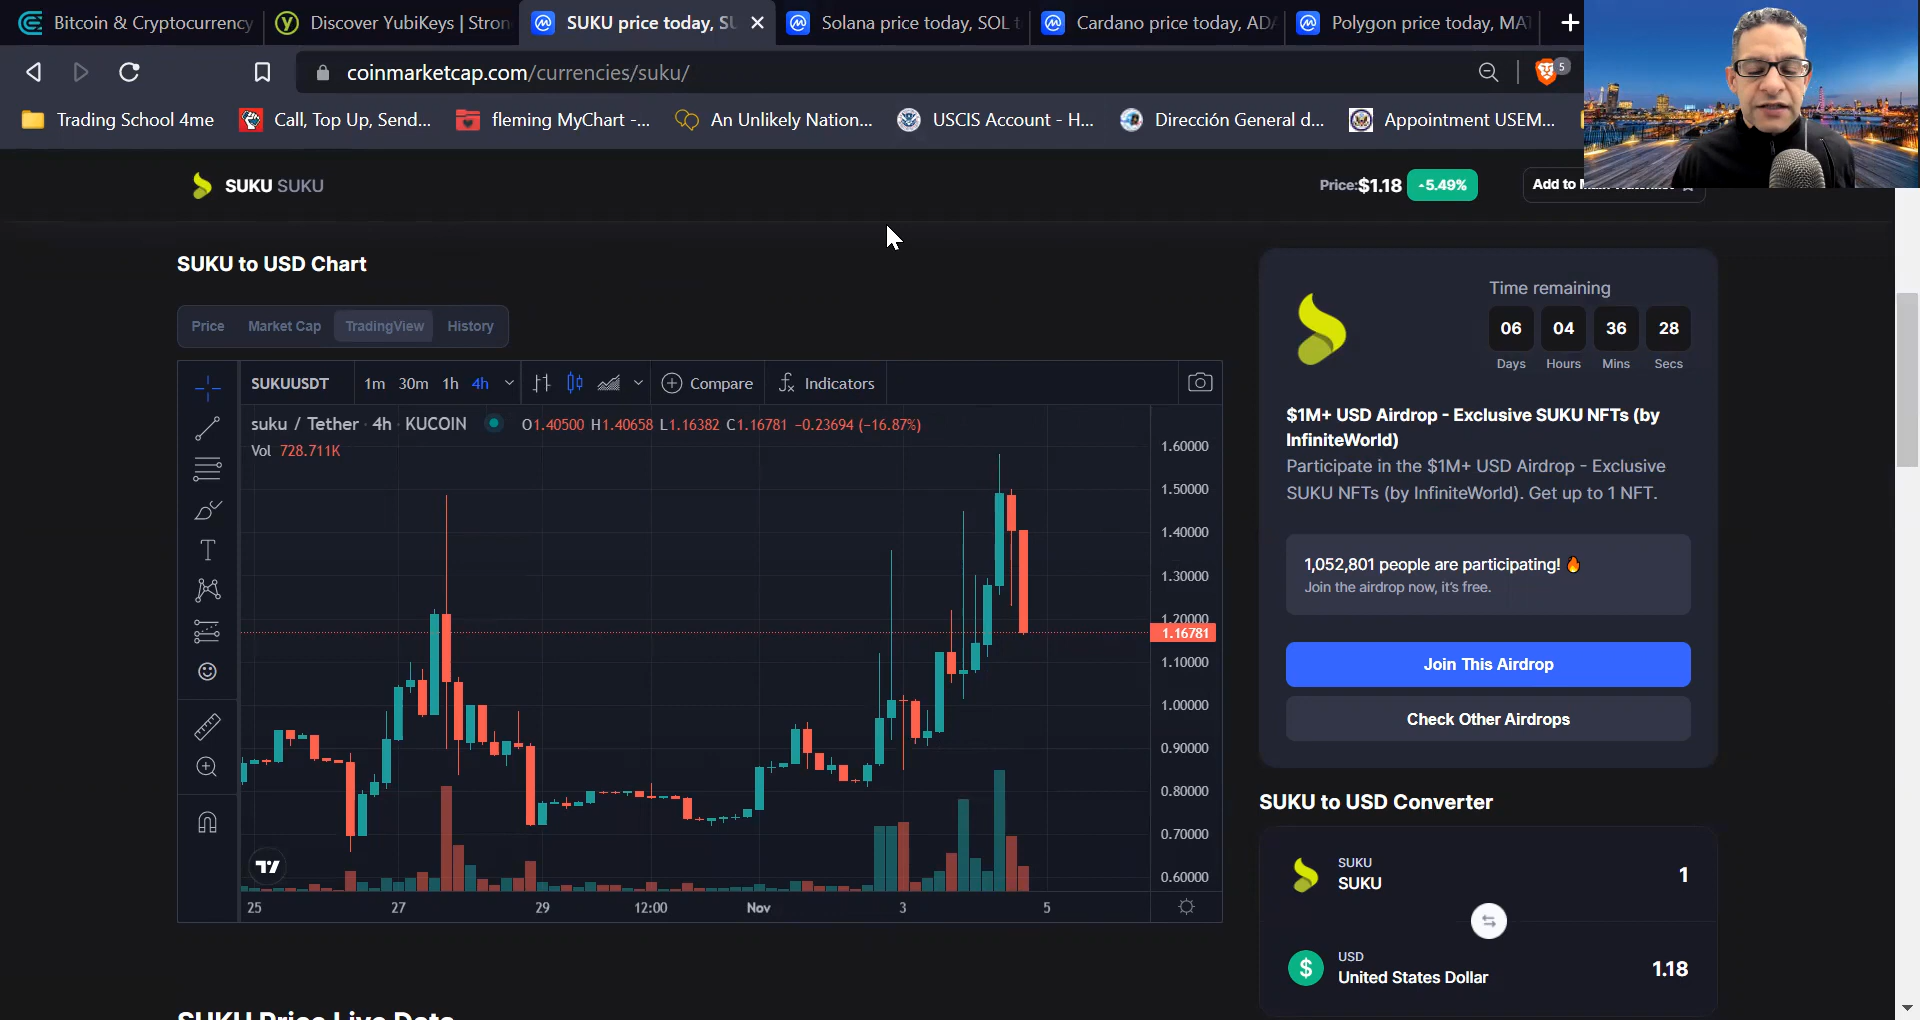 Bitcoin & Cryptocurrency
Discover YubiKeys | Stron
SUKU price today, SU
Solana price today, SOL t
Cardano price today, ADA
Polygon price today, MAT
coinmarketcap.com/currencies/suku/
5
Trading School 4me
Call, Top Up, Send...
fleming MyChart -...
An Unlikely Nation...
USCIS Account - H...
Dirección General d...
Appointment USEM...
SUKU SUKU
Price:$1.18
5.49%
Add to
SUKU to USD Chart
Price
Market Cap
TradingView
History
SUKUUSDT
1m 30m 1h 4h
Compare
Indicators
suku / Tether · 4h · KUCOIN
O1.40500 H1.40658 L1.16382 C1.16781 -0.23694 (-16.87%)
Vol 728.711K
1.60000
1.50000
1.40000
1.30000
1.20000
1.16781
1.10000
1.00000
0.90000
0.80000
0.70000
0.60000
25
27
29
12:00
Nov
3
5
Time remaining
06
04
36
28
Days
Hours
Mins
Secs
$1M+ USD Airdrop - Exclusive SUKU NFTs (by
InfiniteWorld)
Participate in the $1M+ USD Airdrop - Exclusive
SUKU NFTs (by InfiniteWorld). Get up to 1 NFT.
1,052,801 people are participating! 🔥
Join the airdrop now, it's free.
Join This Airdrop
Check Other Airdrops
SUKU to USD Converter
SUKU
SUKU
1
USD
United States Dollar
1.18
SUKU Price Live Data